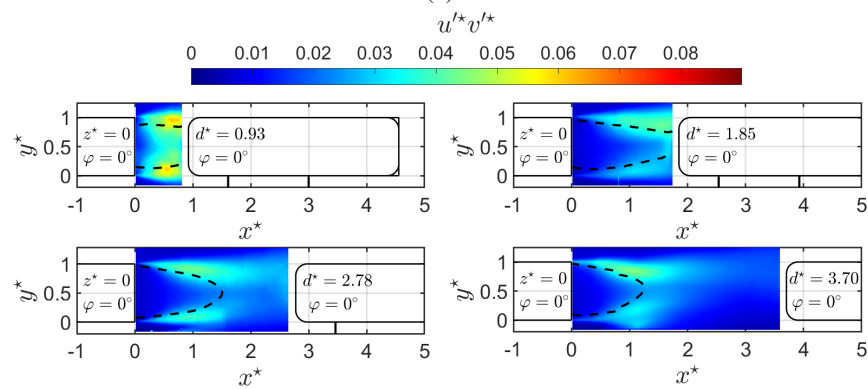 u′⋆v′⋆
0 0.01 0.02 0.03 0.04 0.05 0.06 0.07 0.08
1
0.5
0
y⋆
z⋆ = 0
φ = 0°
d⋆ = 0.93
φ = 0°
-1 0 1 2 3 4 5
x⋆
1
0.5
0
y⋆
z⋆ = 0
φ = 0°
d⋆ = 1.85
φ = 0°
-1 0 1 2 3 4 5
x⋆
1
0.5
0
y⋆
z⋆ = 0
φ = 0°
d⋆ = 2.78
φ = 0°
-1 0 1 2 3 4 5
x⋆
1
0.5
0
y⋆
z⋆ = 0
φ = 0°
d⋆ = 3.70
φ = 0°
-1 0 1 2 3 4 5
x⋆